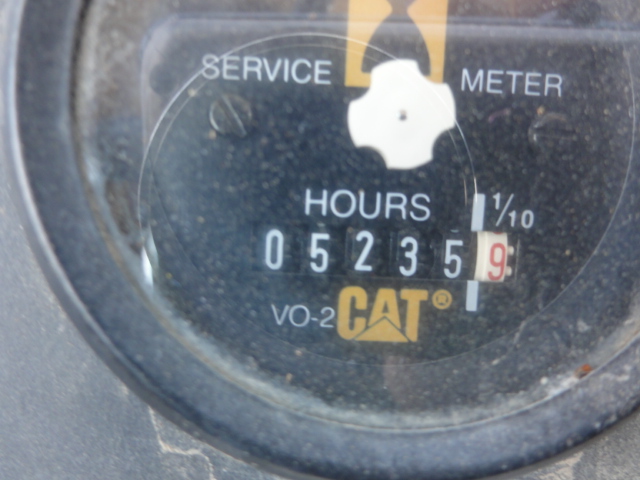 SERVICE METER
HOURS 1/10
052359
VO-2 CAT®